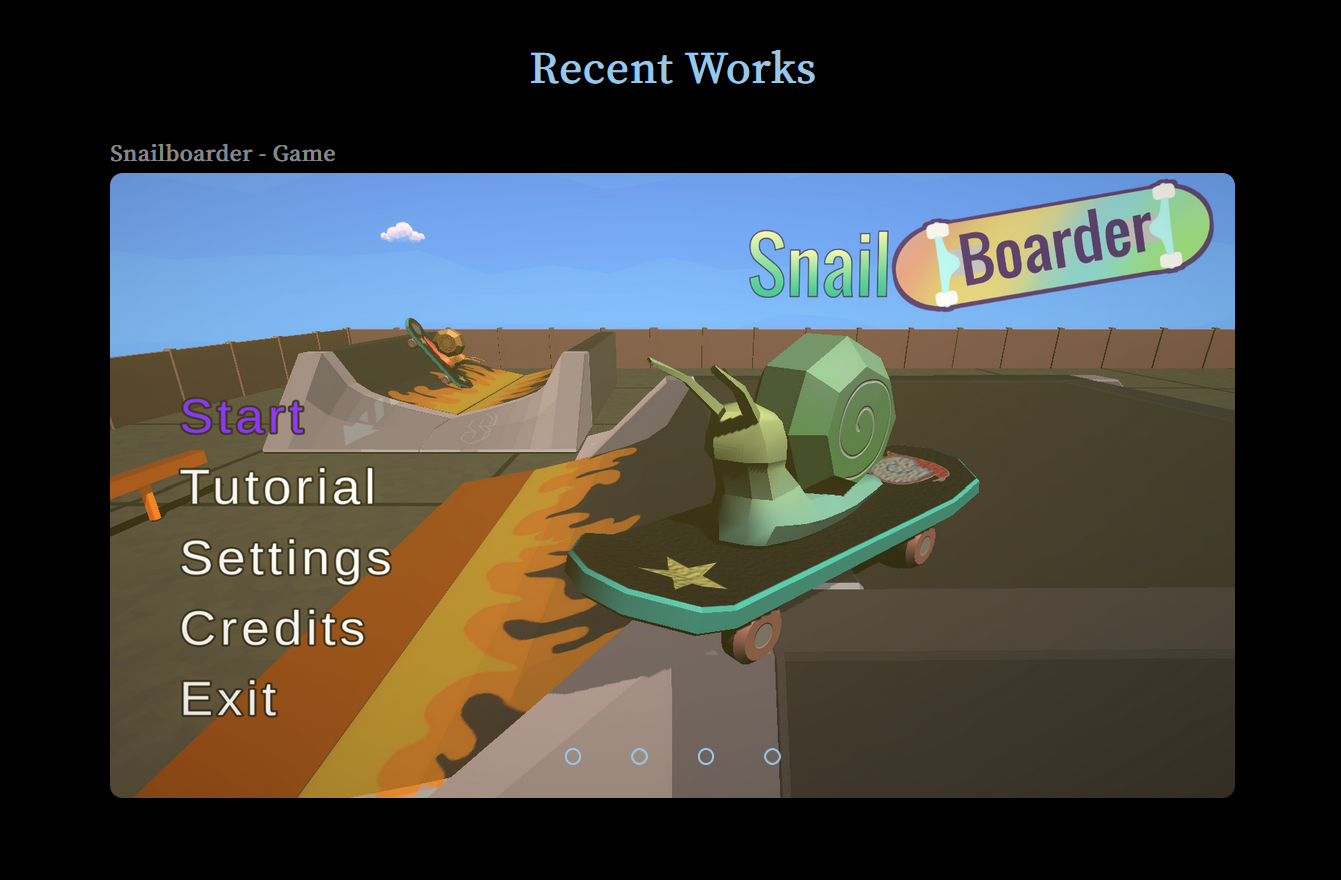 Recent Works
Snailboarder - Game
Snail Boarder
Start
Tutorial
Settings
Credits
Exit